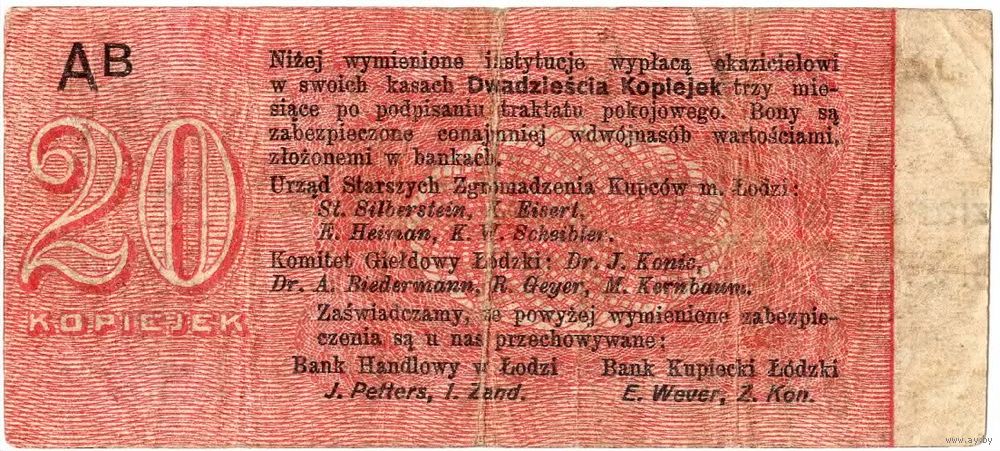 AB
Niżej wymienione instytucje wypłacą okazicielowi
w swoich kasach Dwadzieścia Kopiejek trzy mie-
siące po podpisaniu traktatu pokojowego. Bony są
zabezpieczone conajmniej wdwójnasób wartościami,
złożonemi w bankach.
Urząd Starszych Zgromadzenia Kupców m. Łodzi:
St. Silberstein, Eisert,
E. Heiman, K. W. Scheibler.
Komitet Giełdowy Łódzki: Dr. J. Konic,
Dr. A. Biedermann, R. Geyer, M. Kernbaum.
Zaświadczamy, że powyżej wymienione zabezpie-
czenia są u nas przechowywane:
Bank Handlowy w Łodzi Bank Kupiecki Łódzki
J. Petters, I. Zand. E. Wever, Z. Kon.
20
KOPIEJEK
www.ay.by